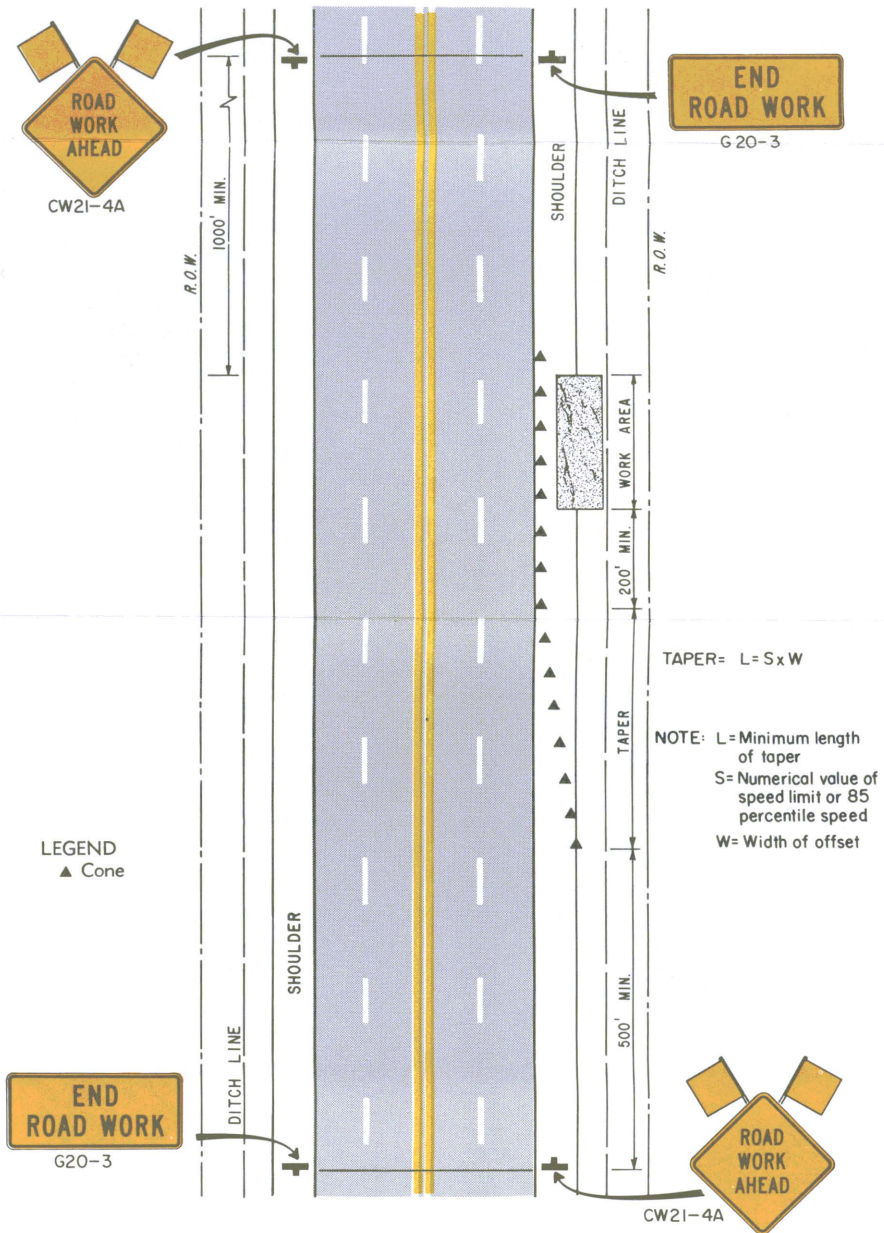 ROAD
WORK
AHEAD
CW21-4A
END
ROAD WORK
G 20-3
1000' MIN.
R.O.W.
SHOULDER
DITCH LINE
R.O.W.
WORK AREA
200' MIN.
TAPER
TAPER= L=S x W
NOTE: L=Minimum length
of taper
S=Numerical value of
speed limit or 85
percentile speed
W=Width of offset
LEGEND
▲ Cone
SHOULDER
DITCH LINE
500' MIN.
END
ROAD WORK
G20-3
ROAD
WORK
AHEAD
CW21-4A